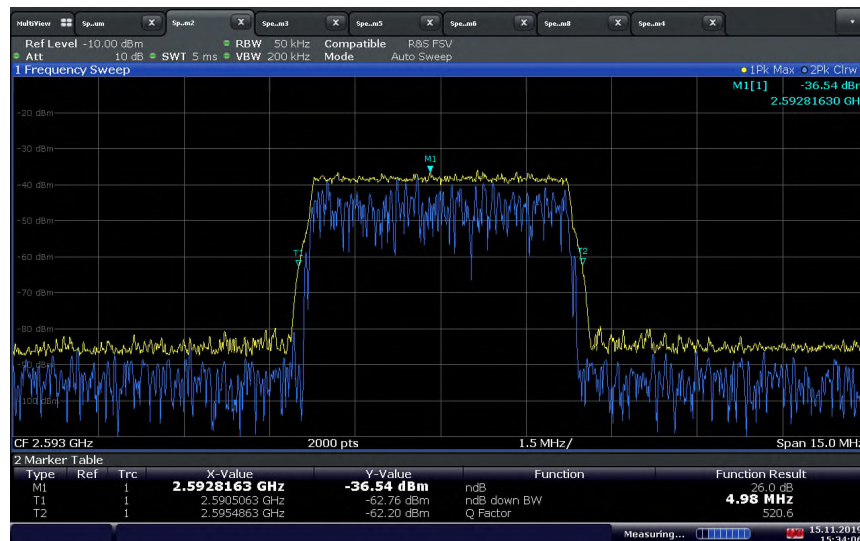 MultiView Sp..um X Sp..m2 X Spe..m3 X Spe..m5 X Spe..m6 X Spe..m8 X Spe..m4 X
Ref Level -10.00 dBm RBW 50 kHz Compatible R&S FSV
Att 10 dB SWT 5 ms VBW 200 kHz Mode Auto Sweep
1 Frequency Sweep 1Pk Max 2Pk Clrw
M1[1] -36.54 dBm
2.59281630 GH
-20 dBm
-30 dBm
M1
-40 dBm
-50 dBm
T1 T2
-60 dBm
-70 dBm
-80 dBm
-90 dBm
-100 dBm
CF 2.593 GHz 2000 pts 1.5 MHz/ Span 15.0 MHz
2 Marker Table
Type Ref Trc X-Value Y-Value Function Function Result
M1 1 2.5928163 GHz -36.54 dBm ndB 26.0 dB
T1 1 2.5905063 GHz -62.76 dBm ndB down BW 4.98 MHz
T2 1 2.5954863 GHz -62.20 dBm Q Factor 520.6
Measuring... 15.11.2019
15:34:06